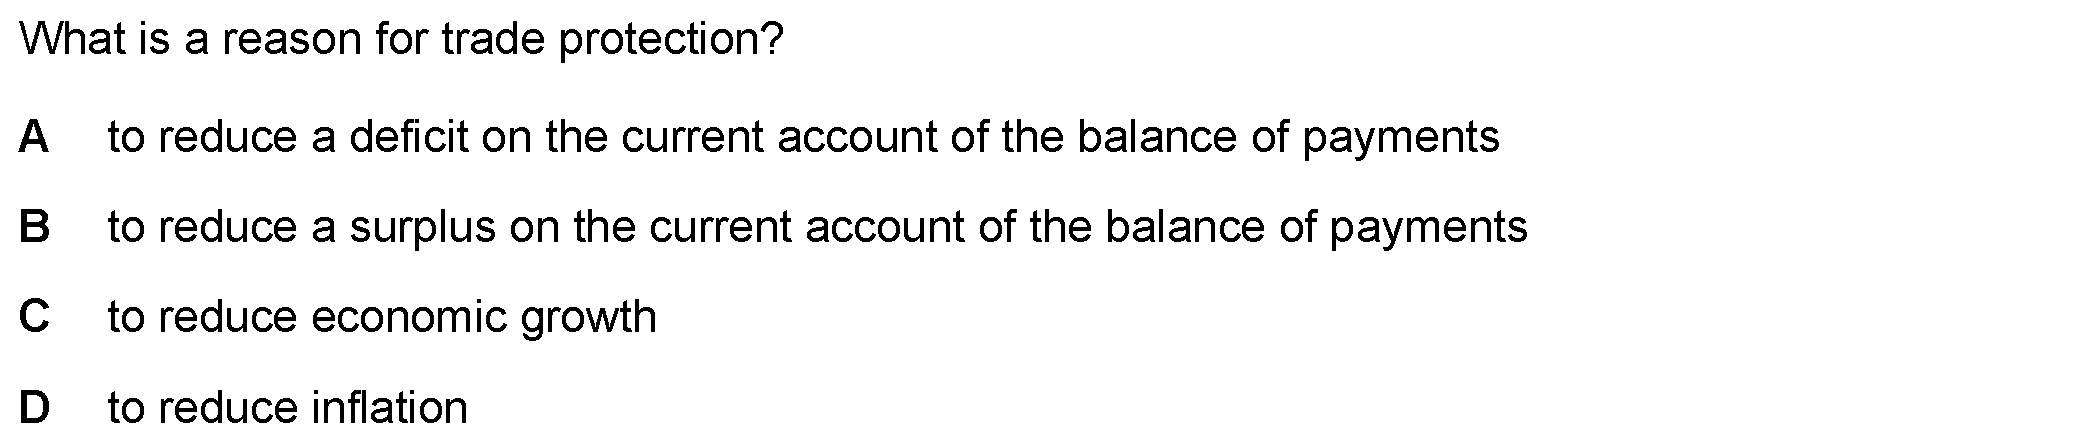 What is a reason for trade protection?
A to reduce a deficit on the current account of the balance of payments
B to reduce a surplus on the current account of the balance of payments
C to reduce economic growth
D to reduce inflation